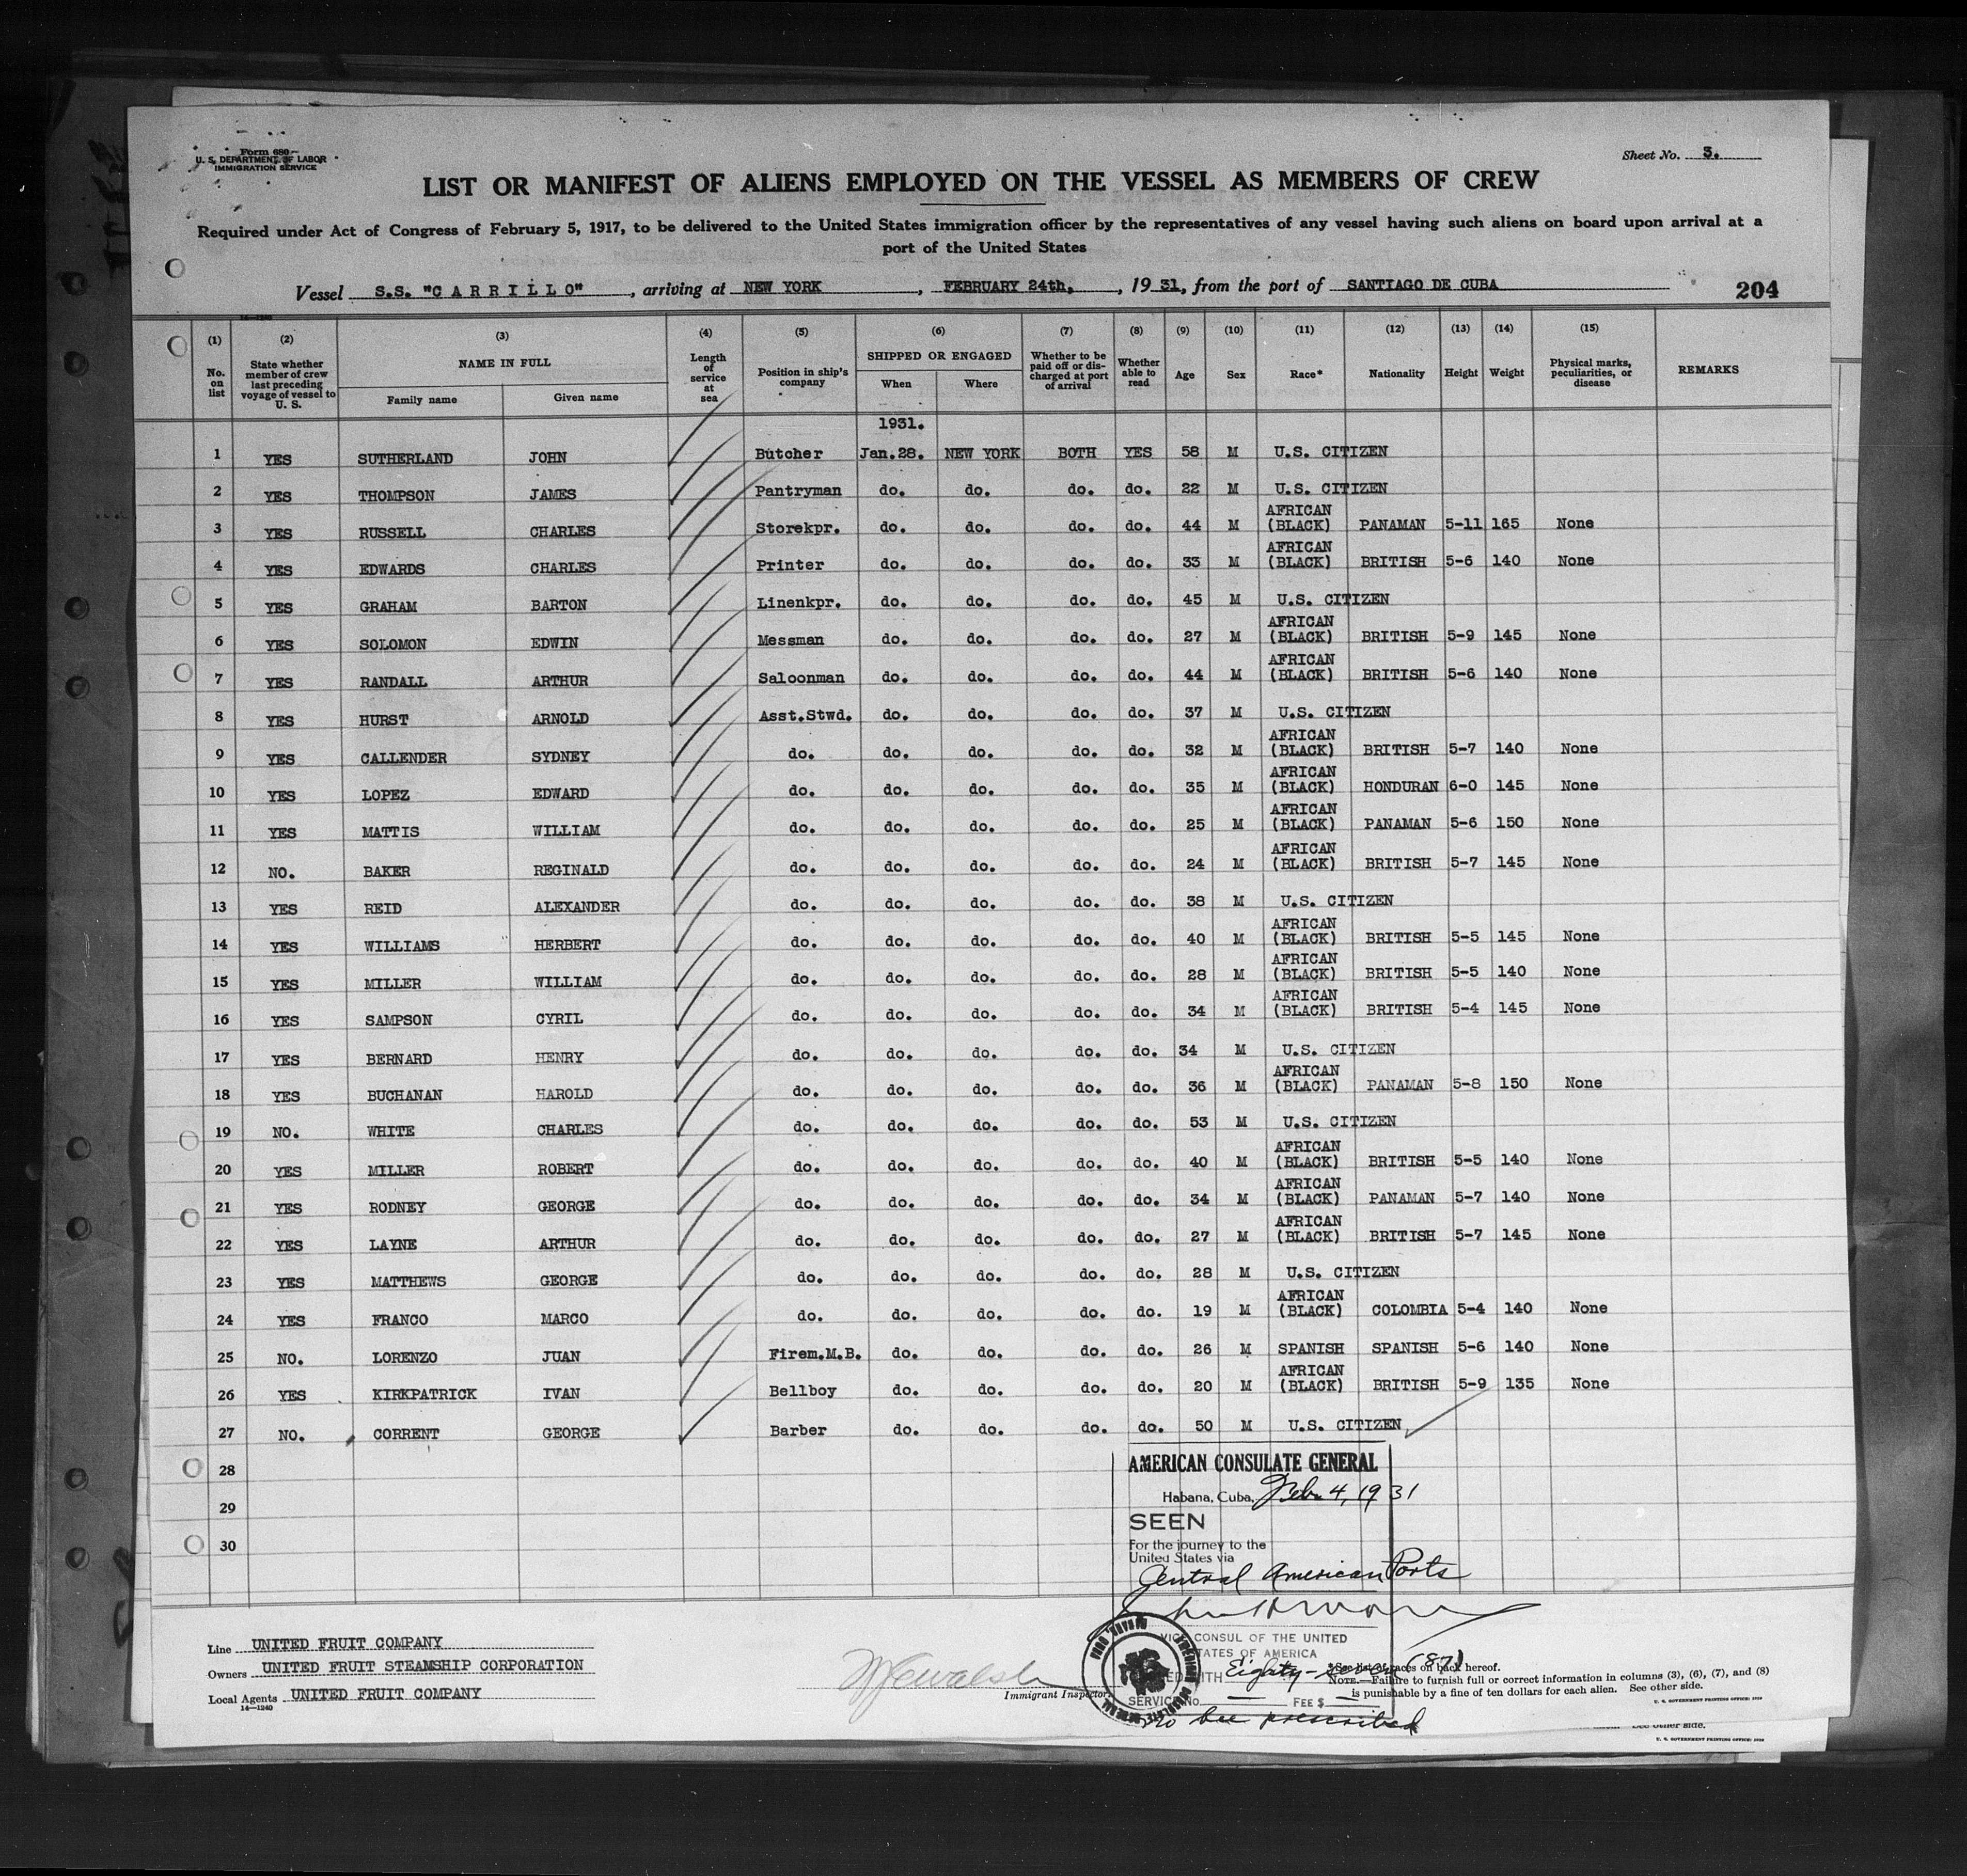 Form 680
U. S. DEPARTMENT OF LABOR
IMMIGRATION SERVICE
Sheet No. 3.
LIST OR MANIFEST OF ALIENS EMPLOYED ON THE VESSEL AS MEMBERS OF CREW
Required under Act of Congress of February 5, 1917, to be delivered to the United States immigration officer by the representatives of any vessel having such aliens on board upon arrival at a
port of the United States
Vessel S.S. "CARRILLO", arriving at NEW YORK, FEBRUARY 24th, 1931, from the port of SANTIAGO DE CUBA
204
14—1240
(1) (2) (3) (4) (5) (6) (7) (8) (9) (10) (11) (12) (13) (14) (15)
No. on list State whether member of crew last preceding voyage of vessel to U. S. NAME IN FULL Length of service at sea Position in ship's company SHIPPED OR ENGAGED Whether to be paid off or discharged at port of arrival Whether able to read Age Sex Race* Nationality Height Weight Physical marks, peculiarities, or disease REMARKS
Family name Given name When Where
1931.
1 YES SUTHERLAND JOHN Butcher Jan.28. NEW YORK BOTH YES 58 M U.S. CITIZEN
2 YES THOMPSON JAMES Pantryman do. do. do. do. 22 M U.S. CITIZEN
3 YES RUSSELL CHARLES Storekpr. do. do. do. do. 44 M AFRICAN (BLACK) PANAMAN 5-11 165 None
4 YES EDWARDS CHARLES Printer do. do. do. do. 33 M AFRICAN (BLACK) BRITISH 5-6 140 None
5 YES GRAHAM BARTON Linenkpr. do. do. do. do. 45 M U.S. CITIZEN
6 YES SOLOMON EDWIN Messman do. do. do. do. 27 M AFRICAN (BLACK) BRITISH 5-9 145 None
7 YES RANDALL ARTHUR Saloonman do. do. do. do. 44 M AFRICAN (BLACK) BRITISH 5-6 140 None
8 YES HURST ARNOLD Asst.Stwd. do. do. do. do. 37 M U.S. CITIZEN
9 YES CALLENDER SYDNEY do. do. do. do. do. 32 M AFRICAN (BLACK) BRITISH 5-7 140 None
10 YES LOPEZ EDWARD do. do. do. do. do. 35 M AFRICAN (BLACK) HONDURAN 6-0 145 None
11 YES MATTIS WILLIAM do. do. do. do. do. 25 M AFRICAN (BLACK) PANAMAN 5-6 150 None
12 NO. BAKER REGINALD do. do. do. do. do. 24 M AFRICAN (BLACK) BRITISH 5-7 145 None
13 YES REID ALEXANDER do. do. do. do. do. 38 M U.S. CITIZEN
14 YES WILLIAMS HERBERT do. do. do. do. do. 40 M AFRICAN (BLACK) BRITISH 5-5 145 None
15 YES MILLER WILLIAM do. do. do. do. do. 28 M AFRICAN (BLACK) BRITISH 5-5 140 None
16 YES SAMPSON CYRIL do. do. do. do. do. 34 M AFRICAN (BLACK) BRITISH 5-4 145 None
17 YES BERNARD HENRY do. do. do. do. do. 34 M U.S. CITIZEN
18 YES BUCHANAN HAROLD do. do. do. do. do. 36 M AFRICAN (BLACK) PANAMAN 5-8 150 None
19 NO. WHITE CHARLES do. do. do. do. do. 53 M U.S. CITIZEN
20 YES MILLER ROBERT do. do. do. do. do. 40 M AFRICAN (BLACK) BRITISH 5-5 140 None
21 YES RODNEY GEORGE do. do. do. do. do. 34 M AFRICAN (BLACK) PANAMAN 5-7 140 None
22 YES LAYNE ARTHUR do. do. do. do. do. 27 M AFRICAN (BLACK) BRITISH 5-7 145 None
23 YES MATTHEWS GEORGE do. do. do. do. do. 28 M U.S. CITIZEN
24 YES FRANCO MARCO do. do. do. do. do. 19 M AFRICAN (BLACK) COLOMBIA 5-4 140 None
25 NO. LORENZO JUAN Firem.M.B. do. do. do. do. 26 M SPANISH SPANISH 5-6 140 None
26 YES KIRKPATRICK IVAN Bellboy do. do. do. do. 20 M AFRICAN (BLACK) BRITISH 5-9 135 None
27 NO. CORRENT GEORGE Barber do. do. do. do. 50 M U.S. CITIZEN
28
29
30
AMERICAN CONSULATE GENERAL
Habana, Cuba, Feb 4, 1931
SEEN
For the journey to the
United States via
Central American Ports
VICE CONSUL OF THE UNITED
STATES OF AMERICA
Eighty-seven (87)
SERVICE No. FEE $
No fee prescribed
Line UNITED FRUIT COMPANY
Owners UNITED FRUIT STEAMSHIP CORPORATION
Local Agents UNITED FRUIT COMPANY
14—1240
Immigrant Inspector.
*See list of races on back hereof.
NOTE.—Failure to furnish full or correct information in columns (3), (6), (7), and (8)
is punishable by a fine of ten dollars for each alien. See other side.
U. S. GOVERNMENT PRINTING OFFICE:
See other side.
U. S. GOVERNMENT PRINTING OFFICE: